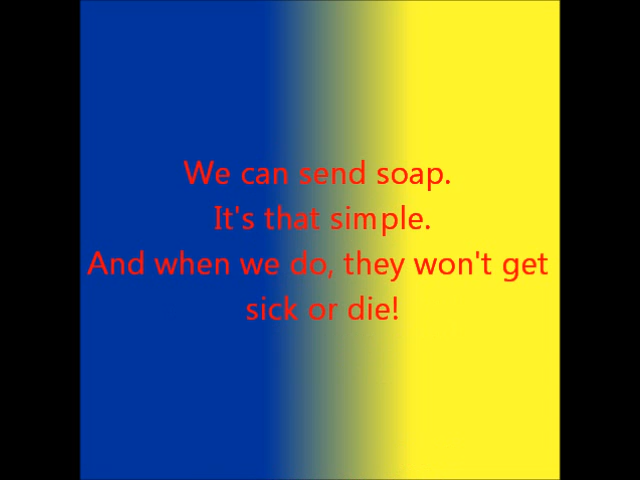 We can send soap.
It's that simple.
And when we do, they won't get
sick or die!